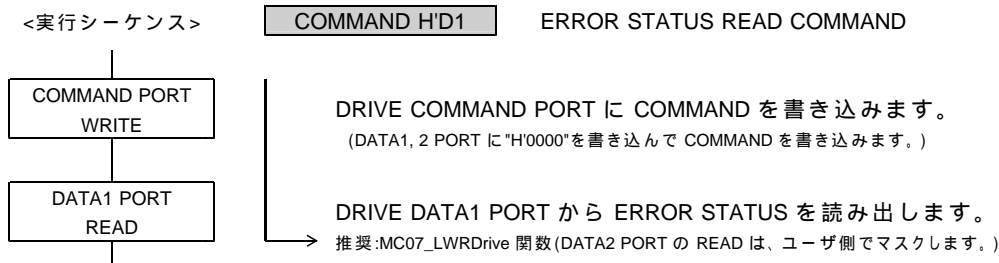 <実行シーケンス>
COMMAND H'D1
ERROR STATUS READ COMMAND
COMMAND PORT
WRITE
DRIVE COMMAND PORT に COMMAND を書き込みます。
(DATA1, 2 PORT に"H'0000"を書き込んで COMMAND を書き込みます。)
DATA1 PORT
READ
DRIVE DATA1 PORT から ERROR STATUS を読み出します。
推奨:MC07_LWRDrive 関数(DATA2 PORT の READ は、ユーザ側でマスクします。)